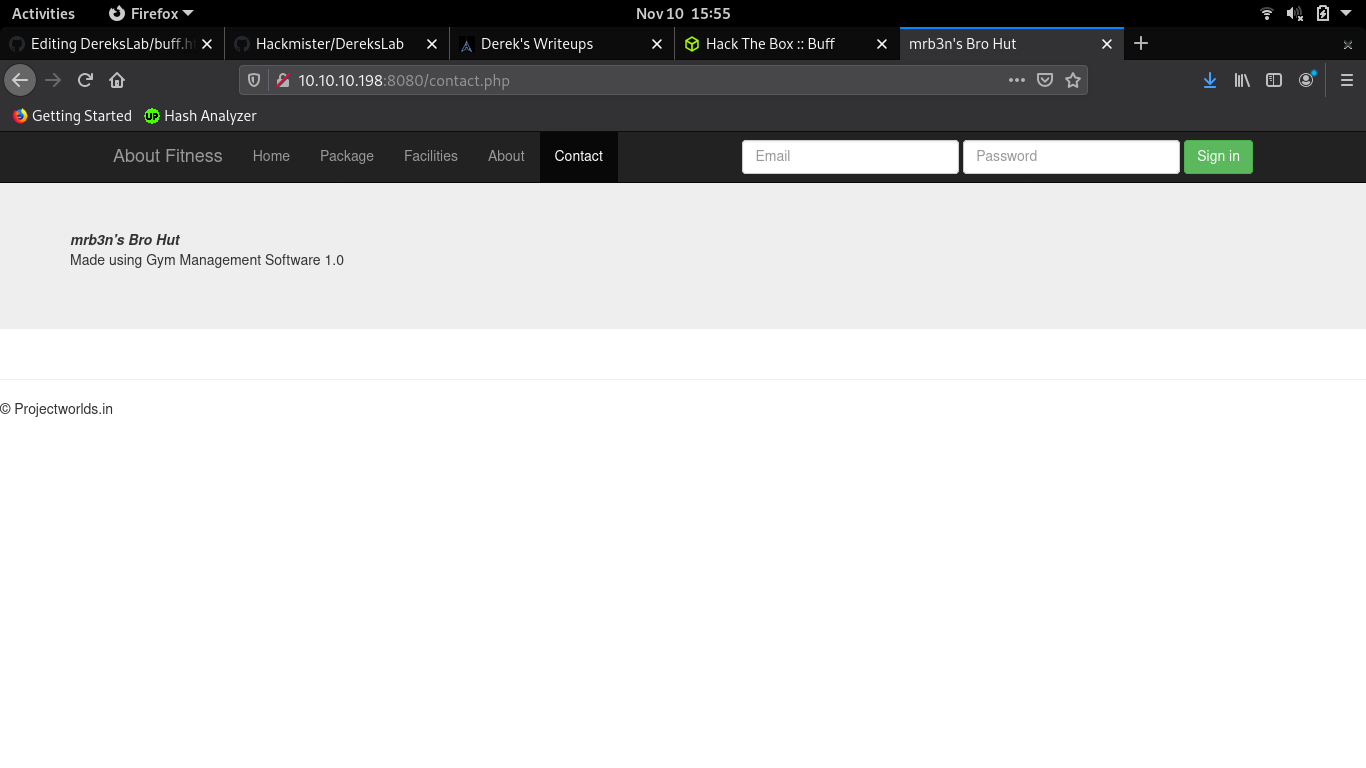 Activities Firefox Nov 10 15:55
Editing DereksLab/buff.h Hackmister/DereksLab Derek's Writeups Hack The Box :: Buff mrb3n's Bro Hut
10.10.10.198:8080/contact.php
Getting Started UP Hash Analyzer
About Fitness Home Package Facilities About Contact Email Password Sign in
mrb3n's Bro Hut
Made using Gym Management Software 1.0
© Projectworlds.in